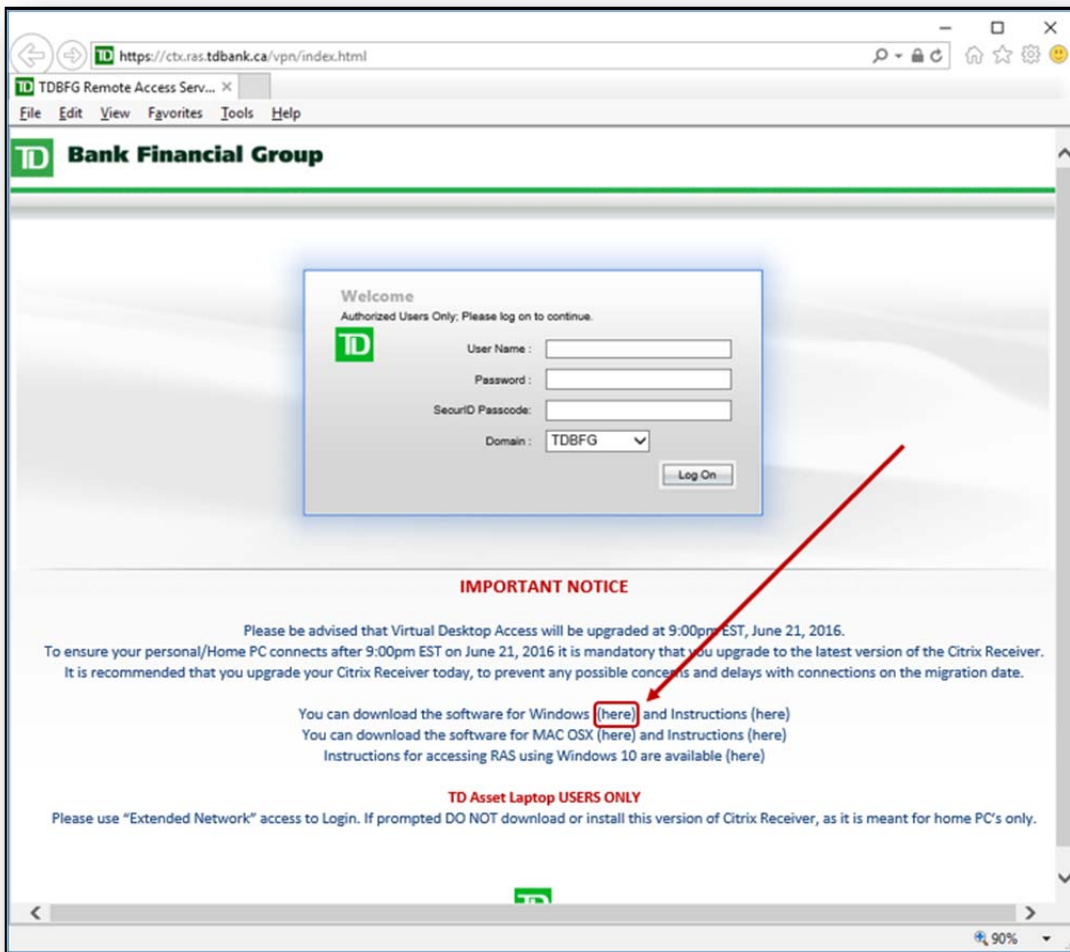 https://ctx.ras.tdbank.ca/vpn/index.html
TD TDBFG Remote Access Serv...
File Edit View Favorites Tools Help
TD Bank Financial Group
Welcome
Authorized Users Only; Please log on to continue.
TD
User Name :
Password :
SecurID Passcode:
Domain : TDBFG
Log On
IMPORTANT NOTICE
Please be advised that Virtual Desktop Access will be upgraded at 9:00pm EST, June 21, 2016.
To ensure your personal/Home PC connects after 9:00pm EST on June 21, 2016 it is mandatory that you upgrade to the latest version of the Citrix Receiver.
It is recommended that you upgrade your Citrix Receiver today, to prevent any possible concerns and delays with connections on the migration date.
You can download the software for Windows (here) and Instructions (here)
You can download the software for MAC OSX (here) and Instructions (here)
Instructions for accessing RAS using Windows 10 are available (here)
TD Asset Laptop USERS ONLY
Please use “Extended Network” access to Login. If prompted DO NOT download or install this version of Citrix Receiver, as it is meant for home PC's only.
TD
90%